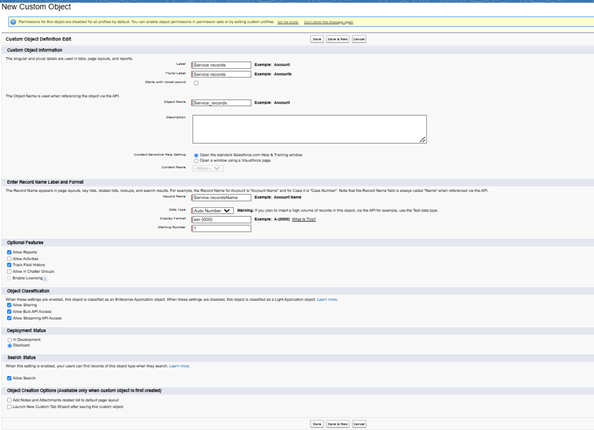 New Custom Object
Permissions for this object are disabled for all profiles by default. You can enable object permissions in permission sets or by editing custom profiles. Tell me more! Don't show this message again
Custom Object Definition Edit Save Save & New Cancel
Custom Object Information
The singular and plural labels are used in tabs, page layouts, and reports.
Label Service records Example: Account
Plural Label Service records Example: Accounts
Starts with vowel sound
The Object Name is used when referencing the object via the API.
Object Name Service_records Example: Account
Description
Context-Sensitive Help Setting Open the standard Salesforce.com Help & Training window
Open a window using a Visualforce page
Content Name --None--
Enter Record Name Label and Format
The Record Name appears in page layouts, key lists, related lists, lookups, and search results. For example, the Record Name for Account is "Account Name" and for Case it is "Case Number". Note that the Record Name field is always called "Name" when referenced via the API.
Record Name Service recordsName Example: Account Name
Data Type Auto Number Warning: If you plan to insert a high volume of records in this object, via the API for example, use the Text data type.
Display Format Example: A-{0000} What Is This?
Starting Number 1
Optional Features
Allow Reports
Allow Activities
Track Field History
Allow in Chatter Groups
Enable Licensing
Object Classification
When these settings are enabled, this object is classified as an Enterprise Application object. When these settings are disabled, this object is classified as a Light Application object. Learn more.
Allow Sharing
Allow Bulk API Access
Allow Streaming API Access
Deployment Status
In Development
Deployed
Search Status
When this setting is enabled, your users can find records of this object type when they search. Learn more.
Allow Search
Object Creation Options (Available only when custom object is first created)
Add Notes and Attachments related list to default page layout
Launch New Custom Tab Wizard after saving this custom object
Save Save & New Cancel